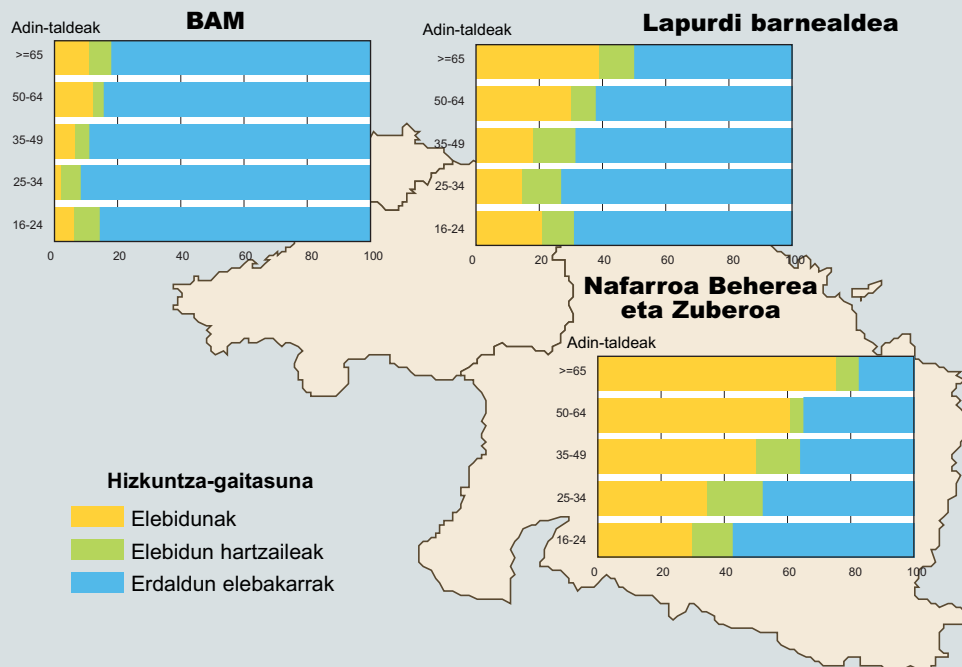 BAM
Adin-taldeak
>=65
50-64
35-49
25-34
16-24
0 20 40 60 80 100
Lapurdi barnealdea
Adin-taldeak
>=65
50-64
35-49
25-34
16-24
0 20 40 60 80 100
Nafarroa Beherea
eta Zuberoa
Adin-taldeak
>=65
50-64
35-49
25-34
16-24
0 20 40 60 80 100
Hizkuntza-gaitasuna
Elebidunak
Elebidun hartzaileak
Erdaldun elebakarrak